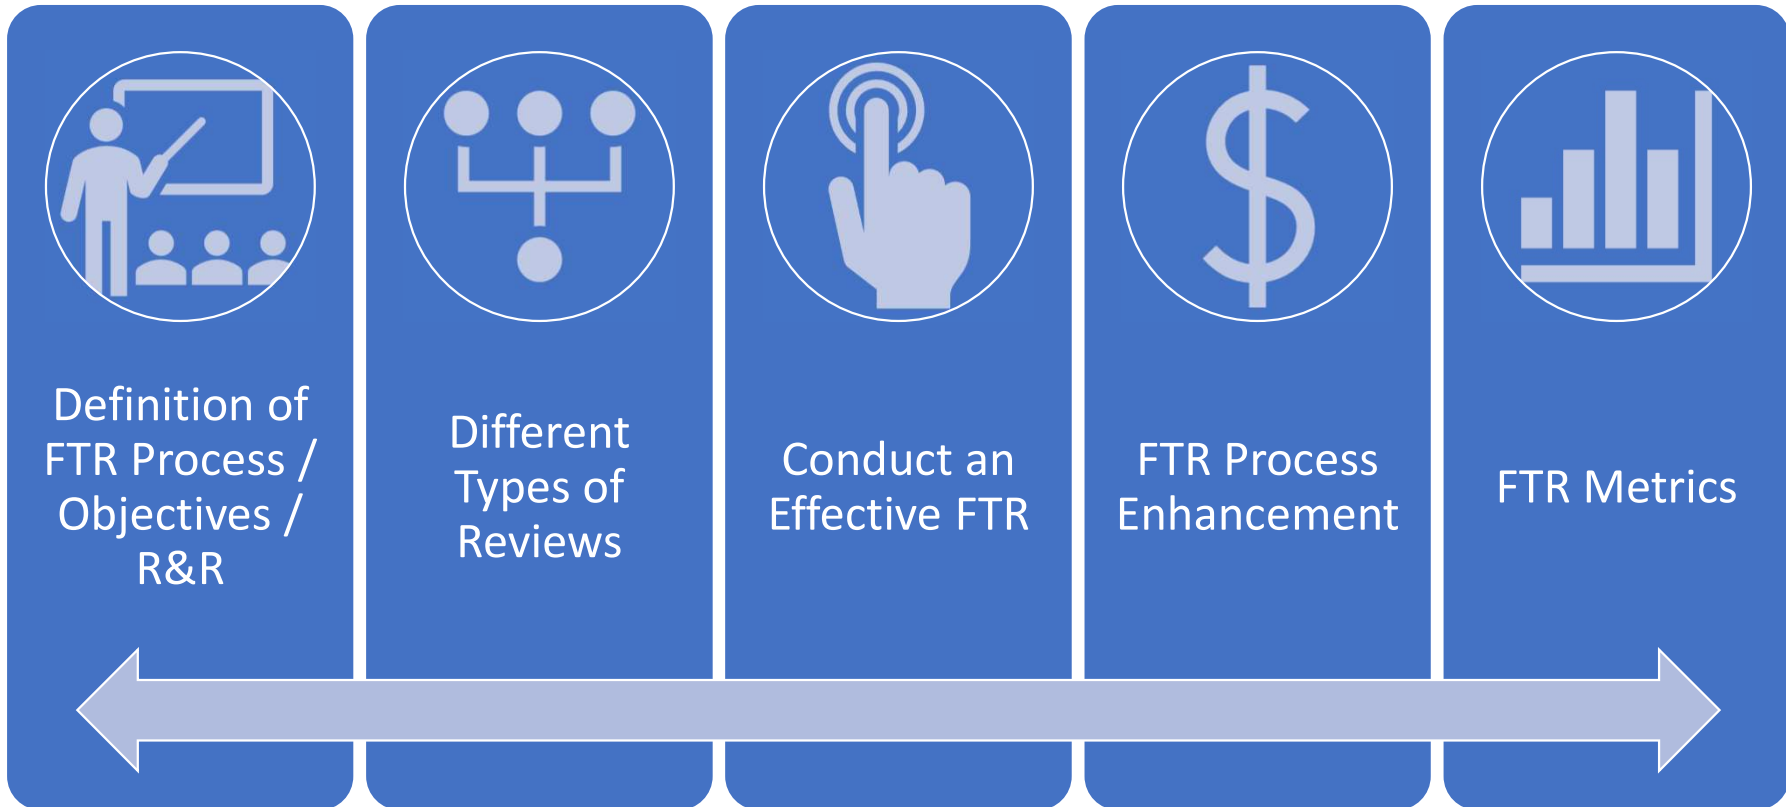 Definition of
FTR Process /
Objectives /
R&R
Different
Types of
Reviews
Conduct an
Effective FTR
FTR Process
Enhancement
FTR Metrics